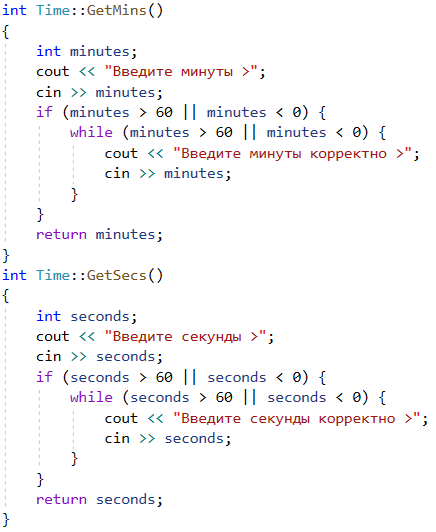 int Time::GetMins()
{
    int minutes;
    cout << "Введите минуты >";
    cin >> minutes;
    if (minutes > 60 || minutes < 0) {
        while (minutes > 60 || minutes < 0) {
            cout << "Введите минуты корректно >";
            cin >> minutes;
        }
    }
    return minutes;
}
int Time::GetSecs()
{
    int seconds;
    cout << "Введите секунды >";
    cin >> seconds;
    if (seconds > 60 || seconds < 0) {
        while (seconds > 60 || seconds < 0) {
            cout << "Введите секунды корректно >";
            cin >> seconds;
        }
    }
    return seconds;
}